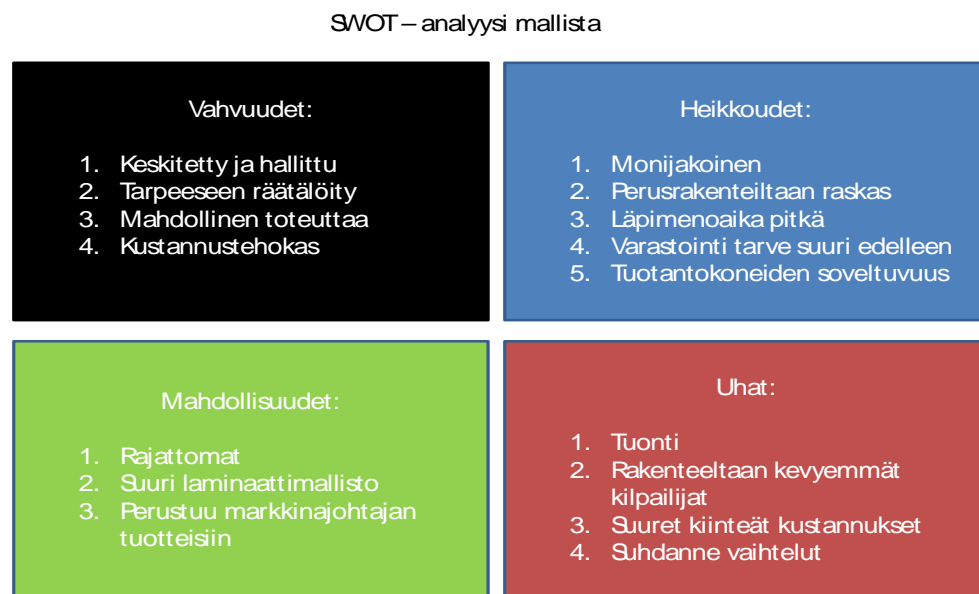 SWOT – analyysi mallista
Vahvuudet:
1. Keskitetty ja hallittu
2. Tarpeeseen räätälöity
3. Mahdollinen toteuttaa
4. Kustannustehokas
Heikkoudet:
1. Monijakoinen
2. Perusrakenteiltaan raskas
3. Läpimenoaika pitkä
4. Varastointi tarve suuri edelleen
5. Tuotantokoneiden soveltuvuus
Mahdollisuudet:
1. Rajattomat
2. Suuri laminaattimallisto
3. Perustuu markkinajohtajan
tuotteisiin
Uhat:
1. Tuonti
2. Rakenteeltaan kevyemmät
kilpailijat
3. Suuret kiinteät kustannukset
4. Suhdanne vaihtelut